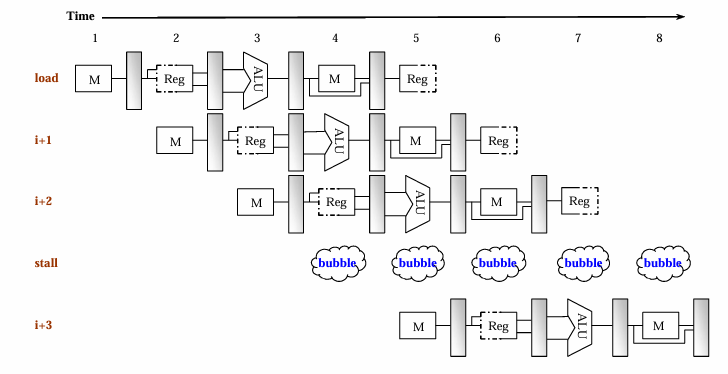 Time
1 2 3 4 5 6 7 8
load M Reg ALU M Reg
i+1 M Reg ALU M Reg
i+2 M Reg ALU M Reg
stall bubble bubble bubble bubble bubble
i+3 M Reg ALU M